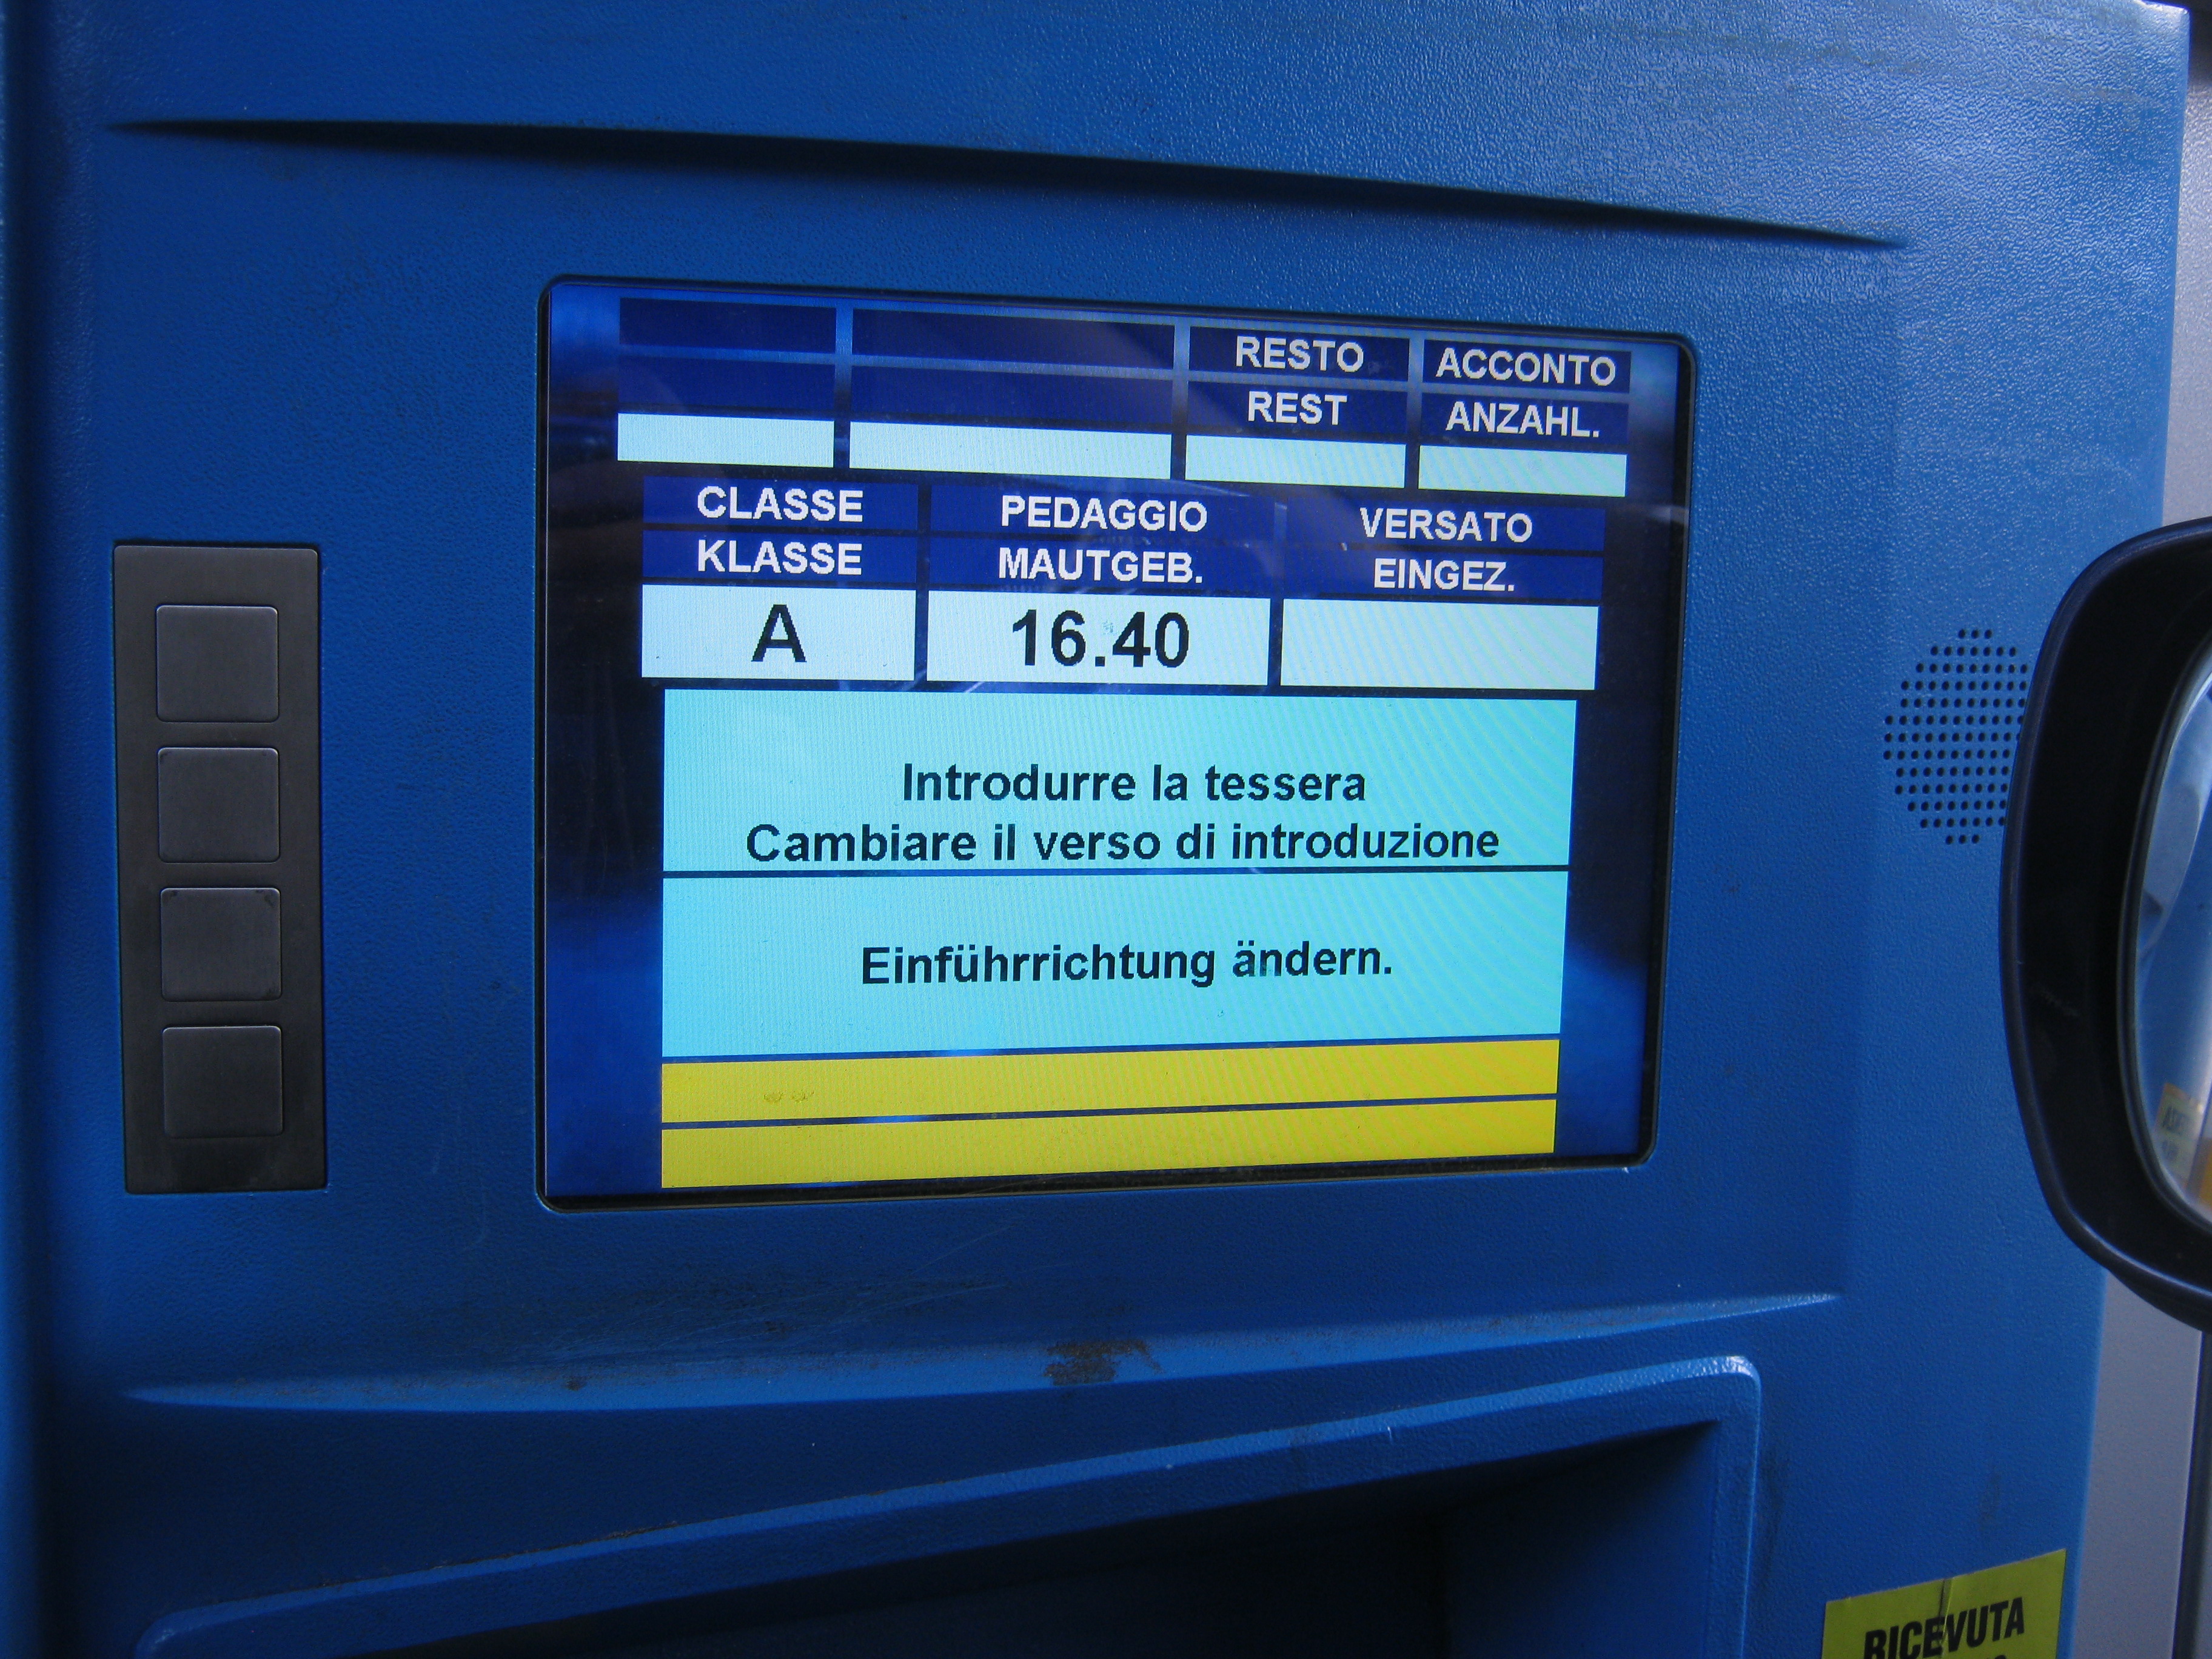 RESTO ACCONTO
REST ANZAHL.
CLASSE PEDAGGIO VERSATO
KLASSE MAUTGEB. EINGEZ.
A 16.40
Introdurre la tessera
Cambiare il verso di introduzione
Einführrichtung ändern.
RICEVUTA